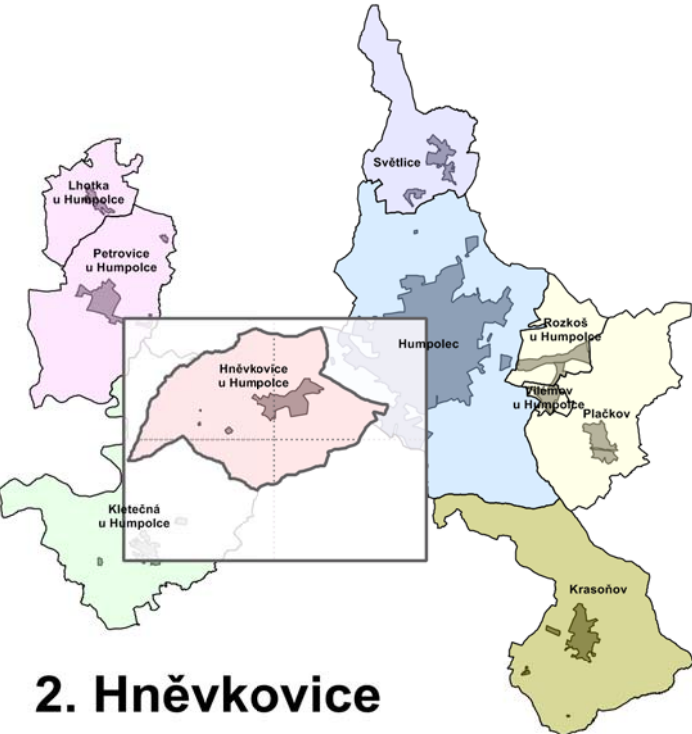 Světlice
Lhotka
u Humpolce
Petrovice
u Humpolce
Rozkoš
u Humpolce
Humpolec
Hněvkovice
u Humpolce
Vilémov
u Humpolce
Plačkov
Kletečná
u Humpolce
Krasoňov
2. Hněvkovice